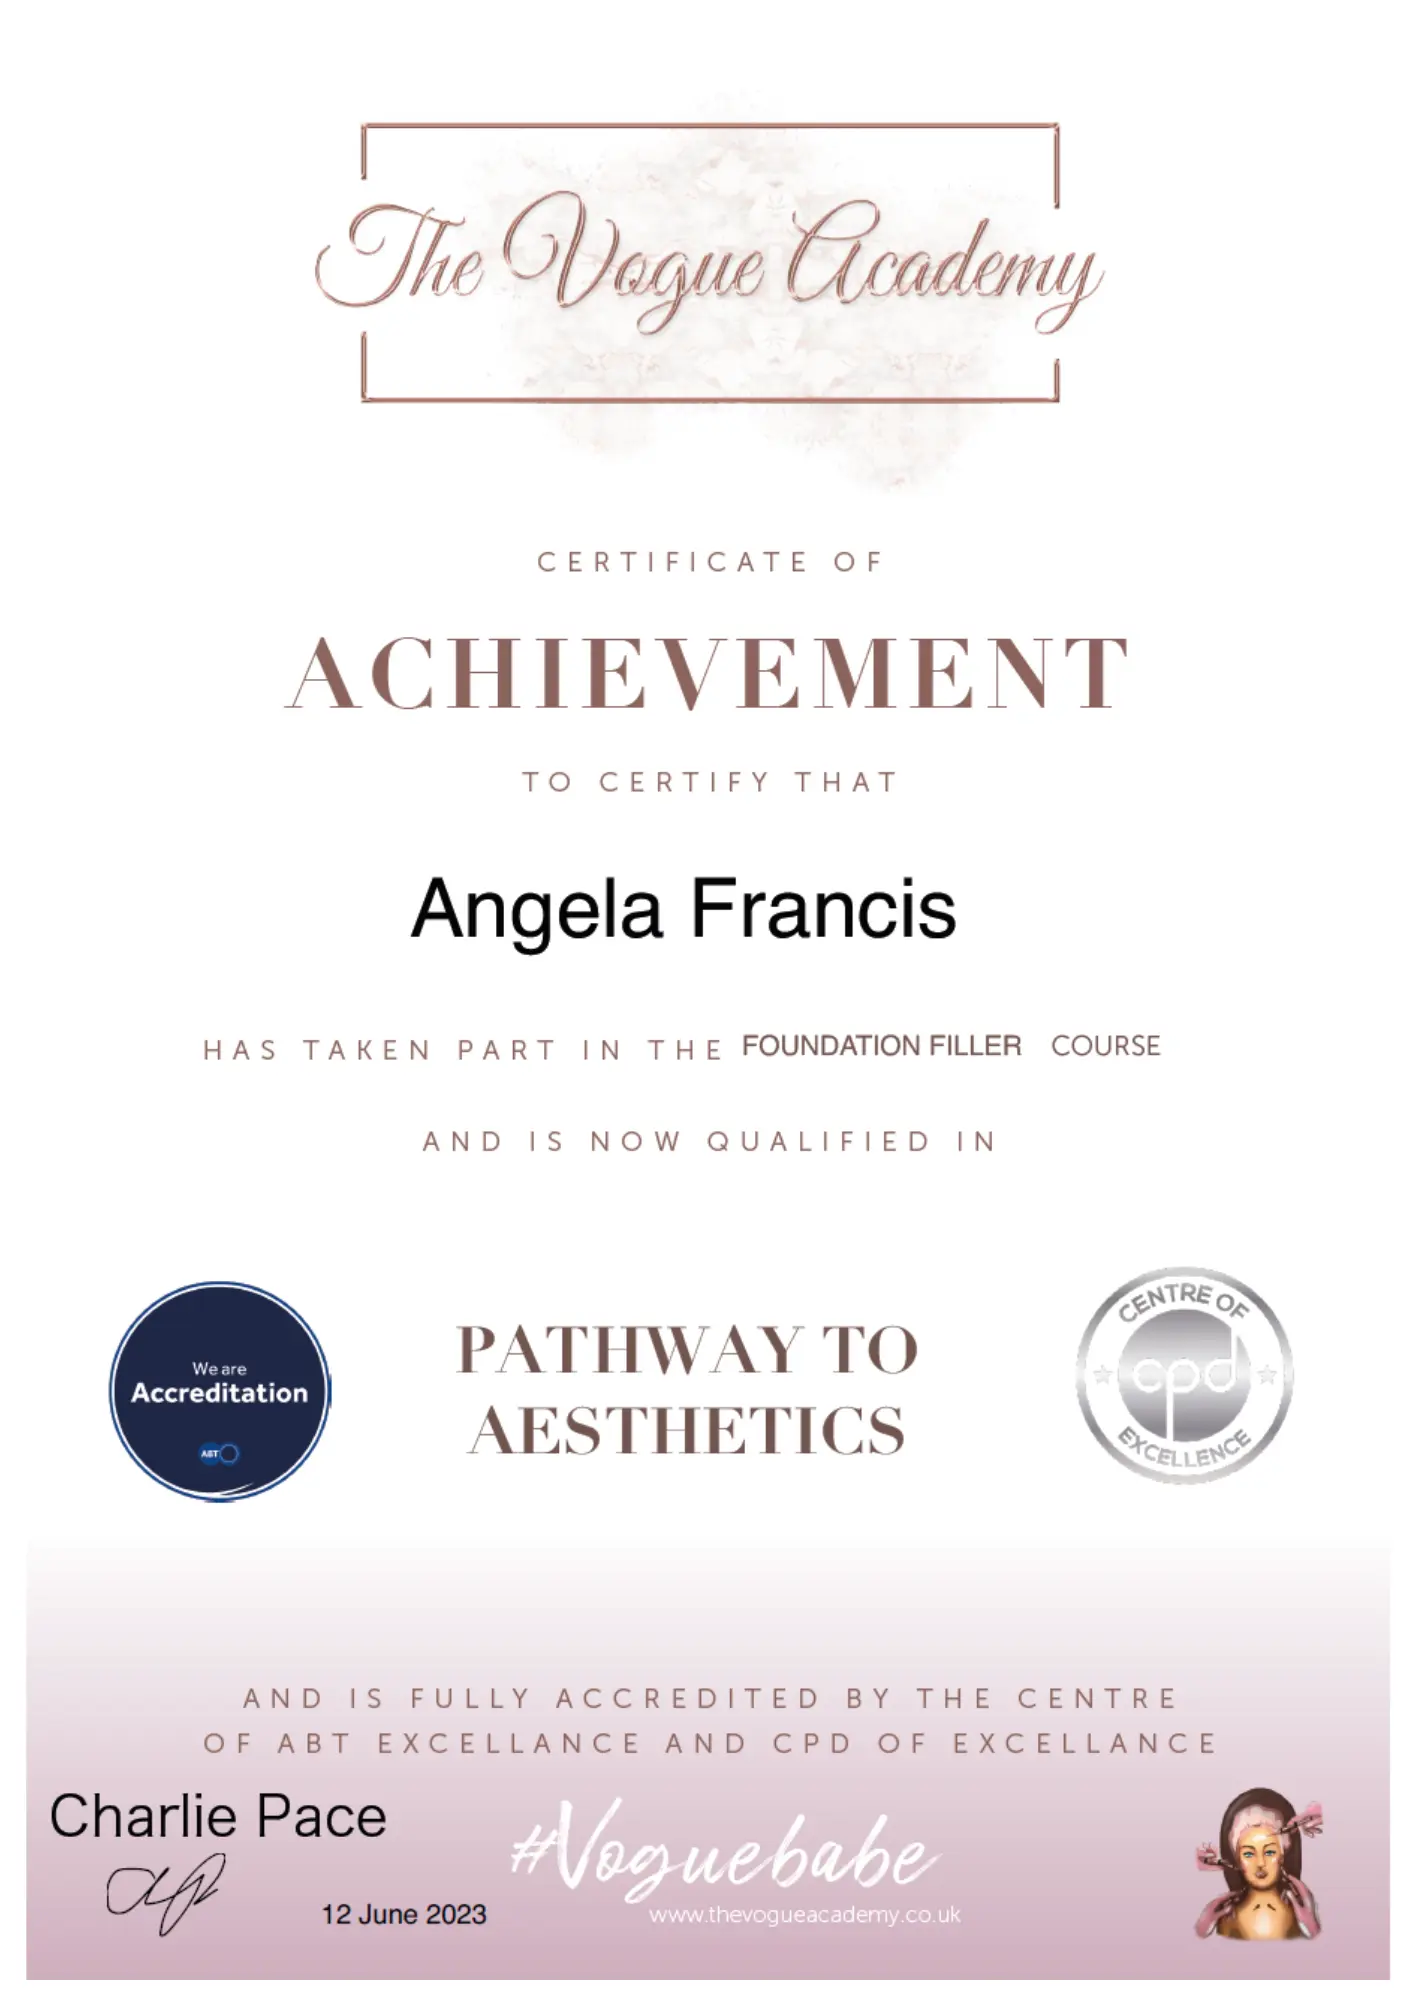 The Vogue Academy
CERTIFICATE OF
ACHIEVEMENT
TO CERTIFY THAT
Angela Francis
HAS TAKEN PART IN THE FOUNDATION FILLER COURSE
AND IS NOW QUALIFIED IN
We are
Accreditation
ABT
PATHWAY TO
AESTHETICS
CENTRE OF
cpd
EXCELLENCE
AND IS FULLY ACCREDITED BY THE CENTRE
OF ABT EXCELLANCE AND CPD OF EXCELLANCE
Charlie Pace
12 June 2023
#Voguebabe
www.thevogueacademy.co.uk